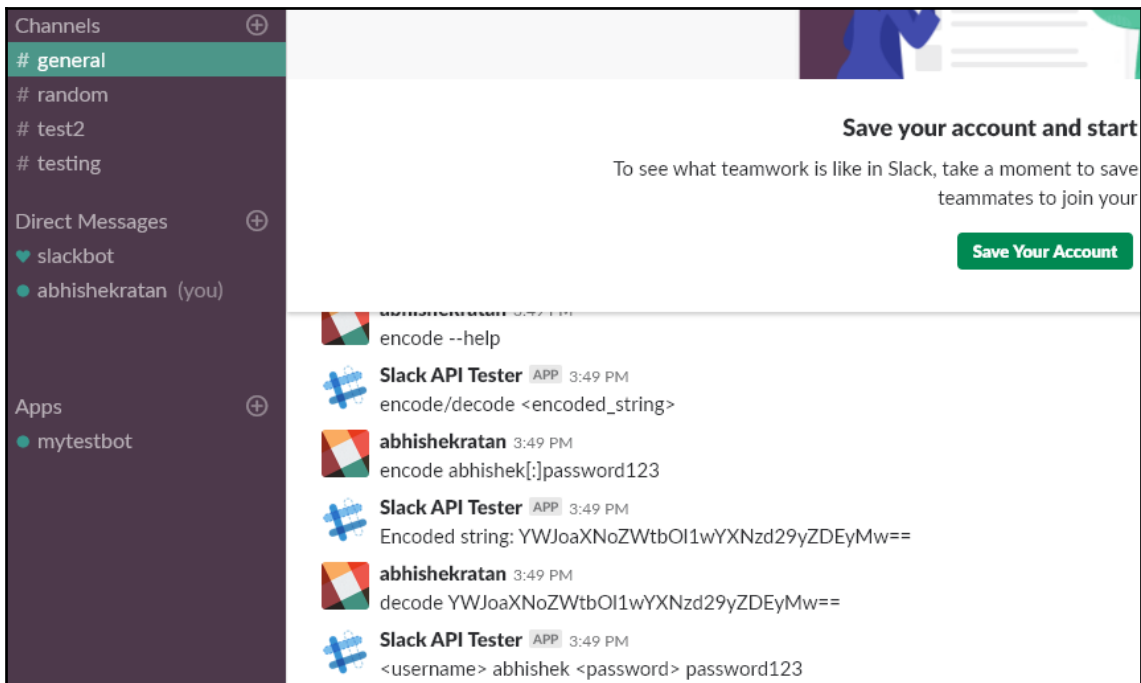 Channels
# general
# random
# test2
# testing
Direct Messages
slackbot
abhishekratan (you)
Apps
mytestbot
Save your account and start
To see what teamwork is like in Slack, take a moment to save
teammates to join your
Save Your Account
abhishekratan 3:49 PM
encode --help
Slack API Tester APP 3:49 PM
encode/decode <encoded_string>
abhishekratan 3:49 PM
encode abhishek[:]password123
Slack API Tester APP 3:49 PM
Encoded string: YWJoaXNoZWtbOl1wYXNzd29yZDEyMw==
abhishekratan 3:49 PM
decode YWJoaXNoZWtbOl1wYXNzd29yZDEyMw==
Slack API Tester APP 3:49 PM
<username> abhishek <password> password123